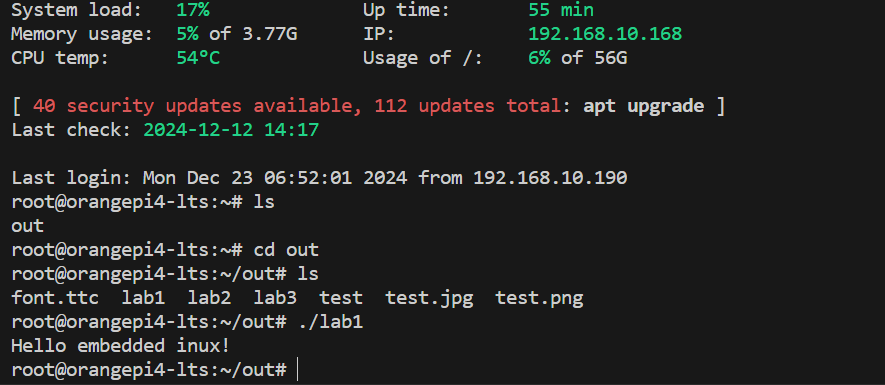 System load: 17% Up time: 55 min
Memory usage: 5% of 3.77G IP: 192.168.10.168
CPU temp: 54°C Usage of /: 6% of 56G
[ 40 security updates available, 112 updates total: apt upgrade ]
Last check: 2024-12-12 14:17
Last login: Mon Dec 23 06:52:01 2024 from 192.168.10.190
root@orangepi4-lts:~# ls
out
root@orangepi4-lts:~# cd out
root@orangepi4-lts:~/out# ls
font.ttc lab1 lab2 lab3 test test.jpg test.png
root@orangepi4-lts:~/out# ./lab1
Hello embedded inux!
root@orangepi4-lts:~/out#